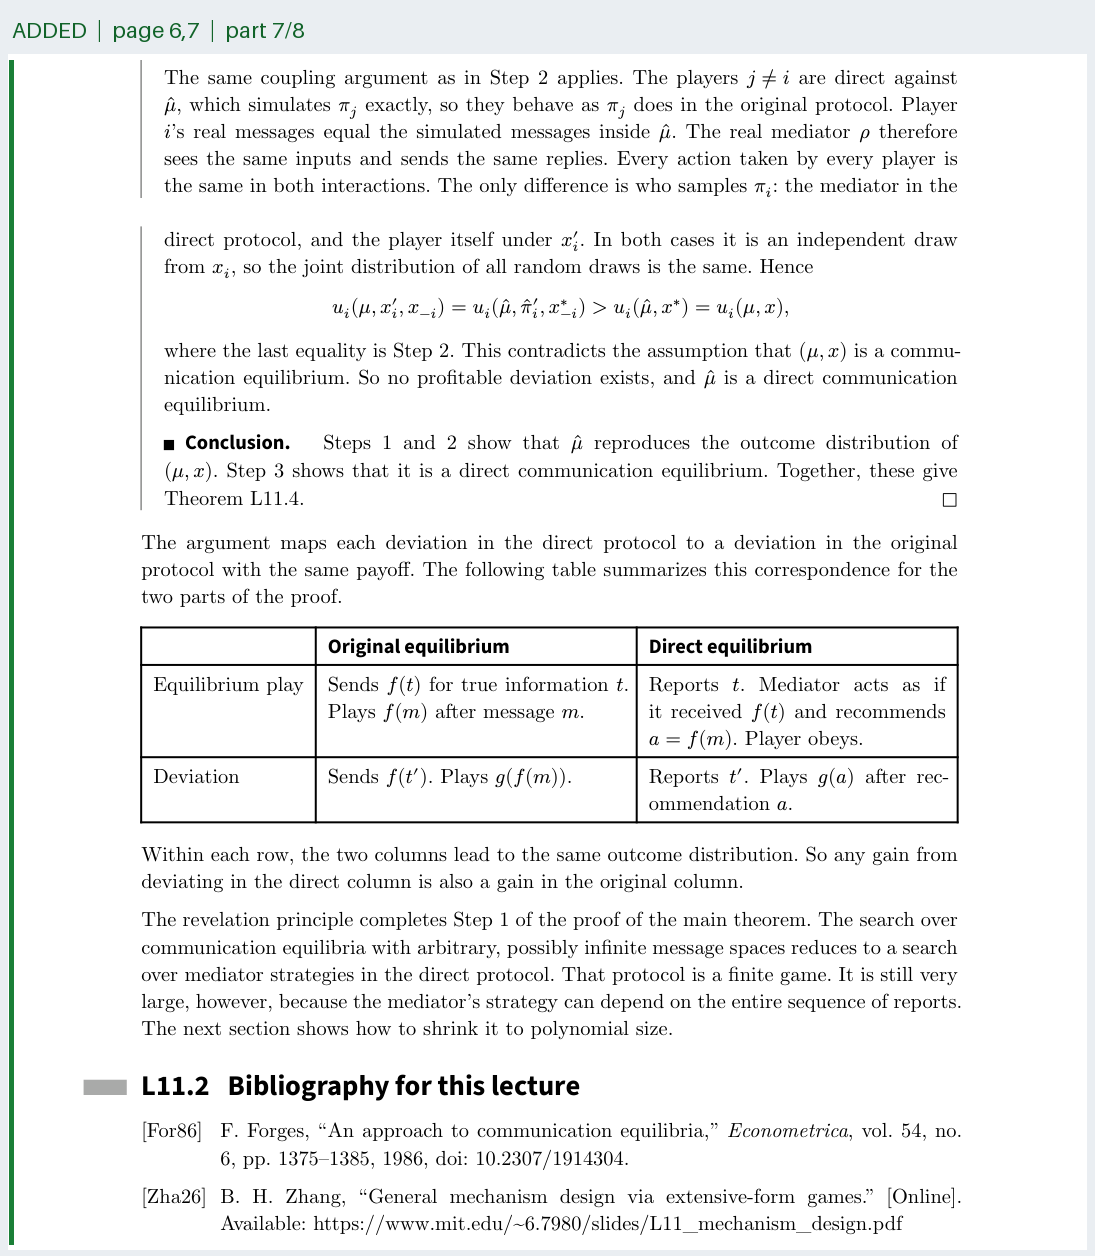 ADDED | page 6,7 | part 7/8
The same coupling argument as in Step 2 applies. The players j ≠ i are direct against
μ̂, which simulates π_j exactly, so they behave as π_j does in the original protocol. Player
i's real messages equal the simulated messages inside μ̂. The real mediator ρ therefore
sees the same inputs and sends the same replies. Every action taken by every player is
the same in both interactions. The only difference is who samples π_i: the mediator in the
direct protocol, and the player itself under x′_i. In both cases it is an independent draw
from x_i, so the joint distribution of all random draws is the same. Hence
u_i(μ, x′_i, x_{−i}) = u_i(μ̂, π̂′_i, x*_{−i}) > u_i(μ̂, x*) = u_i(μ, x),
where the last equality is Step 2. This contradicts the assumption that (μ, x) is a commu-
nication equilibrium. So no profitable deviation exists, and μ̂ is a direct communication
equilibrium.
■ Conclusion. Steps 1 and 2 show that μ̂ reproduces the outcome distribution of
(μ, x). Step 3 shows that it is a direct communication equilibrium. Together, these give
Theorem L11.4. □
The argument maps each deviation in the direct protocol to a deviation in the original
protocol with the same payoff. The following table summarizes this correspondence for the
two parts of the proof.
Original equilibrium
Direct equilibrium
Equilibrium play
Sends f(t) for true information t.
Plays f(m) after message m.
Reports t. Mediator acts as if
it received f(t) and recommends
a = f(m). Player obeys.
Deviation
Sends f(t′). Plays g(f(m)).
Reports t′. Plays g(a) after rec-
ommendation a.
Within each row, the two columns lead to the same outcome distribution. So any gain from
deviating in the direct column is also a gain in the original column.
The revelation principle completes Step 1 of the proof of the main theorem. The search over
communication equilibria with arbitrary, possibly infinite message spaces reduces to a search
over mediator strategies in the direct protocol. That protocol is a finite game. It is still very
large, however, because the mediator's strategy can depend on the entire sequence of reports.
The next section shows how to shrink it to polynomial size.
L11.2 Bibliography for this lecture
[For86] F. Forges, “An approach to communication equilibria,” Econometrica, vol. 54, no.
6, pp. 1375–1385, 1986, doi: 10.2307/1914304.
[Zha26] B. H. Zhang, “General mechanism design via extensive-form games.” [Online].
Available: https://www.mit.edu/~6.7980/slides/L11_mechanism_design.pdf